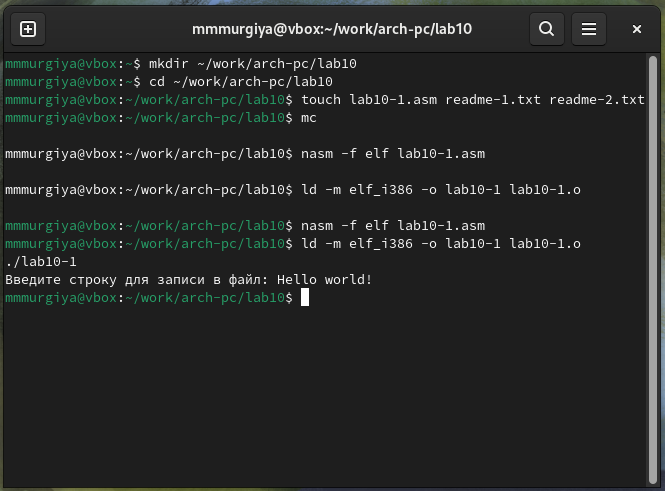 mmmurgiya@vbox:~/work/arch-pc/lab10
mmmurgiya@vbox:~$ mkdir ~/work/arch-pc/lab10
mmmurgiya@vbox:~$ cd ~/work/arch-pc/lab10
mmmurgiya@vbox:~/work/arch-pc/lab10$ touch lab10-1.asm readme-1.txt readme-2.txt
mmmurgiya@vbox:~/work/arch-pc/lab10$ mc
mmmurgiya@vbox:~/work/arch-pc/lab10$ nasm -f elf lab10-1.asm
mmmurgiya@vbox:~/work/arch-pc/lab10$ ld -m elf_i386 -o lab10-1 lab10-1.o
mmmurgiya@vbox:~/work/arch-pc/lab10$ nasm -f elf lab10-1.asm
mmmurgiya@vbox:~/work/arch-pc/lab10$ ld -m elf_i386 -o lab10-1 lab10-1.o
./lab10-1
Введите строку для записи в файл: Hello world!
mmmurgiya@vbox:~/work/arch-pc/lab10$